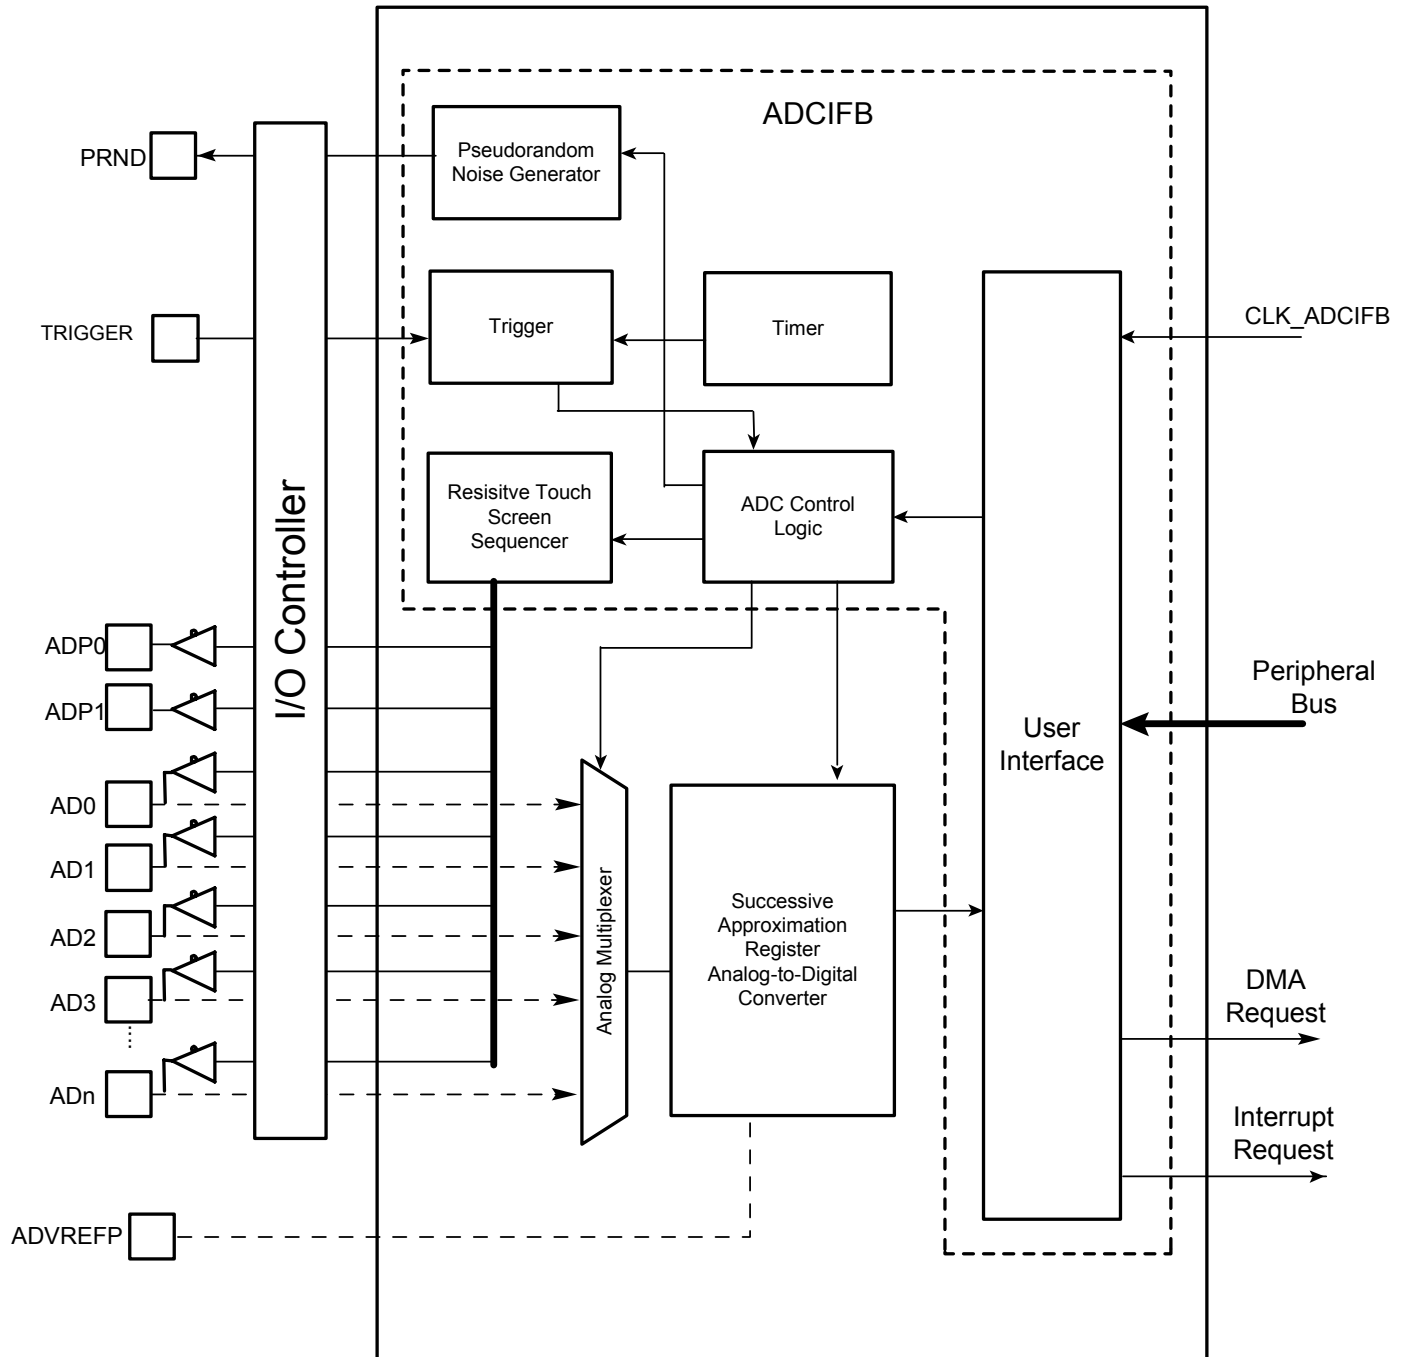 ADCIFB
PRND
Pseudorandom
Noise Generator
TRIGGER
Trigger
Timer
CLK_ADCIFB
I/O Controller
Resisitve Touch
Screen
Sequencer
ADC Control
Logic
ADP0
ADP1
AD0
AD1
AD2
AD3
ADn
Analog Multiplexer
Successive
Approximation
Register
Analog-to-Digital
Converter
User
Interface
Peripheral
Bus
DMA
Request
Interrupt
Request
ADVREFP